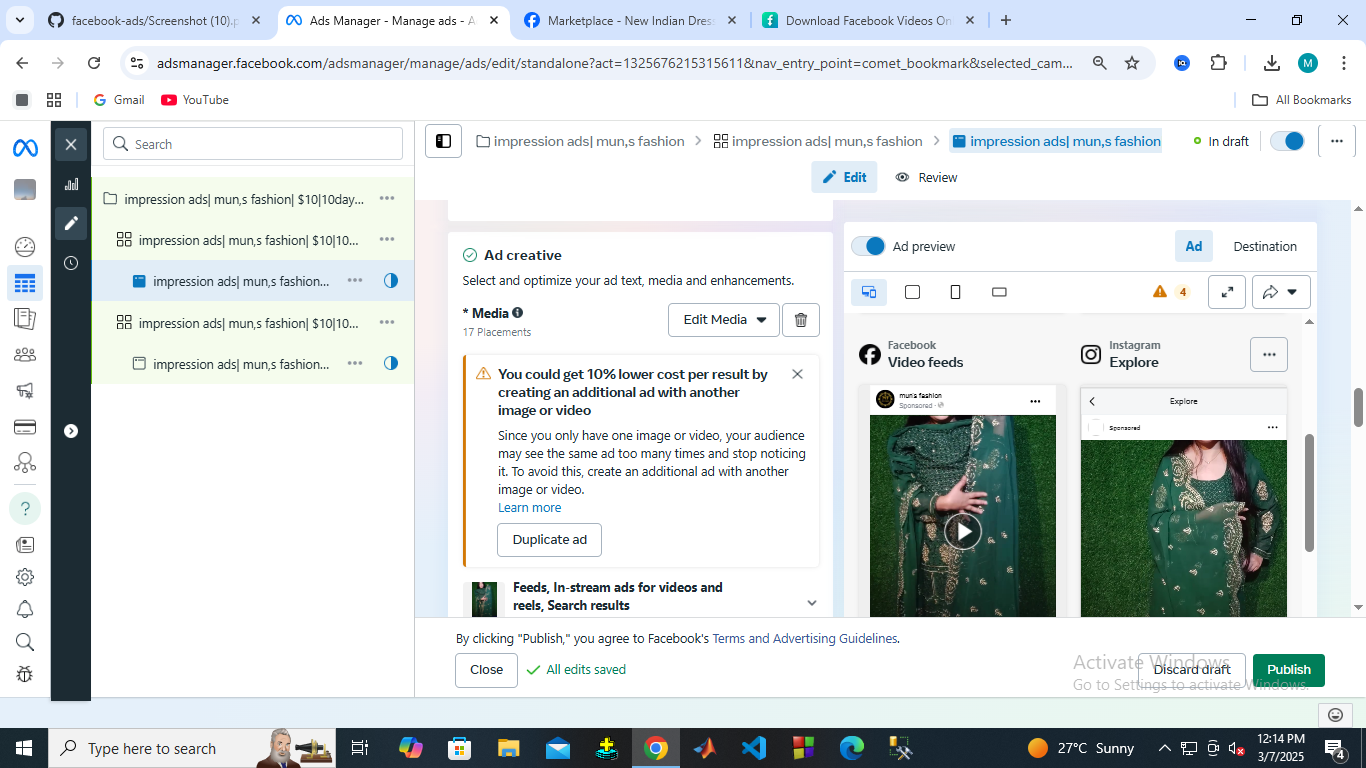 facebook-ads/Screenshot (10).p
Ads Manager - Manage ads - A
Marketplace - New Indian Dres
Download Facebook Videos On
adsmanager.facebook.com/adsmanager/manage/ads/edit/standalone?act=1325676215315611&nav_entry_point=comet_bookmark&selected_cam...
M
Gmail
YouTube
All Bookmarks
Search
impression ads| mun,s fashion| $10|10day...
impression ads| mun,s fashion| $10|10...
impression ads| mun,s fashion...
impression ads| mun,s fashion| $10|10...
impression ads| mun,s fashion...
impression ads| mun,s fashion
impression ads| mun,s fashion
impression ads| mun,s fashion
In draft
Edit
Review
Ad creative
Select and optimize your ad text, media and enhancements.
* Media
17 Placements
Edit Media
You could get 10% lower cost per result by
creating an additional ad with another
image or video
Since you only have one image or video, your audience
may see the same ad too many times and stop noticing
it. To avoid this, create an additional ad with another
image or video.
Learn more
Duplicate ad
Feeds, In-stream ads for videos and
reels, Search results
Ad preview
Ad
Destination
4
Facebook
Video feeds
Instagram
Explore
mun's fashion
Sponsored ·
Explore
Sponsored
By clicking "Publish," you agree to Facebook's Terms and Advertising Guidelines.
Close
All edits saved
Discard draft
Publish
Activate Windows
Go to Settings to activate Windows.
Type here to search
27°C Sunny
12:14 PM
3/7/2025
4